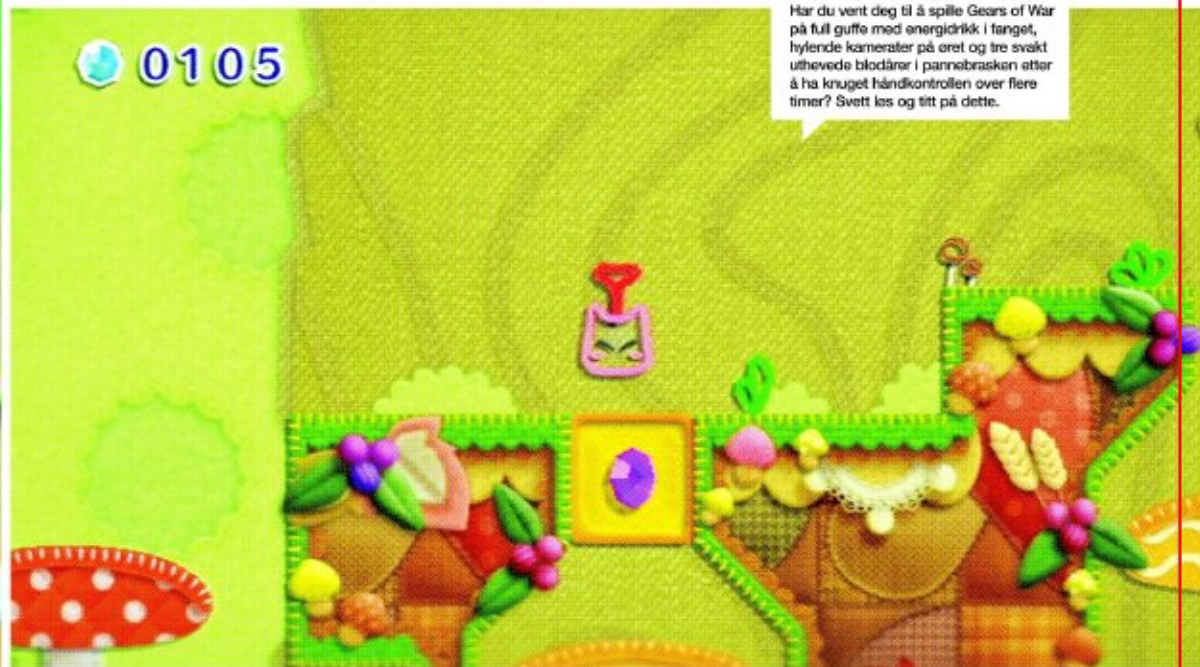 0105
Har du vent deg til å spille Gears of War
på full guffe med energidrikk i fanget,
hylende kamerater på øret og tre svakt
uthevede blodårer i pannebrasken etter
å ha knuget håndkontrollen over flere
timer? Svett løs og titt på dette.